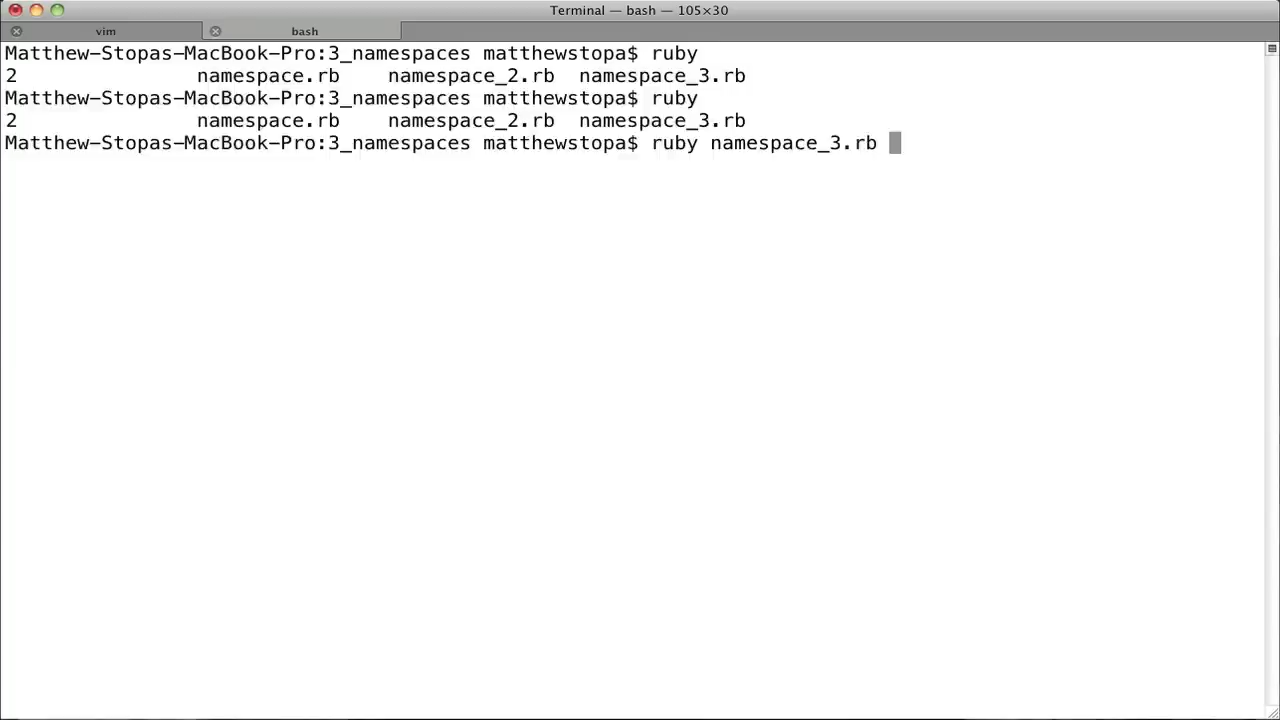 Terminal — bash — 105×30
vim bash
Matthew-Stopas-MacBook-Pro:3_namespaces matthewstopa$ ruby
2 namespace.rb namespace_2.rb namespace_3.rb
Matthew-Stopas-MacBook-Pro:3_namespaces matthewstopa$ ruby
2 namespace.rb namespace_2.rb namespace_3.rb
Matthew-Stopas-MacBook-Pro:3_namespaces matthewstopa$ ruby namespace_3.rb